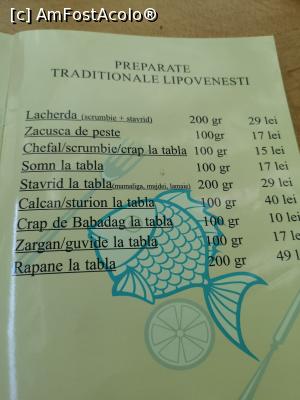 [c] AmFostAcolo®
PREPARATE
TRADITIONALE LIPOVENESTI
Lacherda (scrumbie + stavrid) 200 gr 29 lei
Zacusca de peste 100gr 17 lei
Chefal/scrumbie/crap la tabla 100 gr 15 lei
Somn la tabla 100 gr 17 lei
Stavrid la tabla(mamaliga, mujdei, lamaie) 200 gr 29 lei
Calcan/sturion la tabla 100 gr 40 lei
Crap de Babadag la tabla 100 gr 10 lei
Zargan/guvide la tabla 100 gr 17 lei
Rapane la tabla 200 gr 49 l